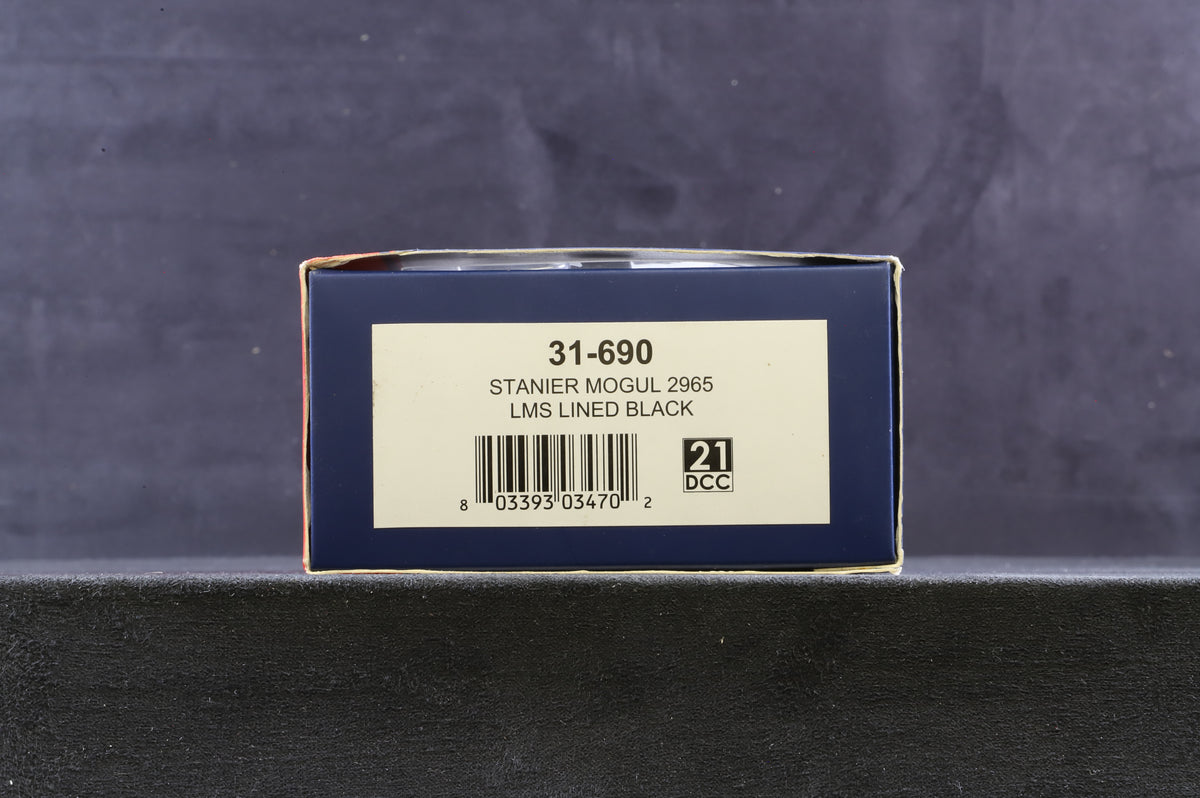 31-690
STANIER MOGUL 2965
LMS LINED BLACK
8 03393 03470 2
21
DCC